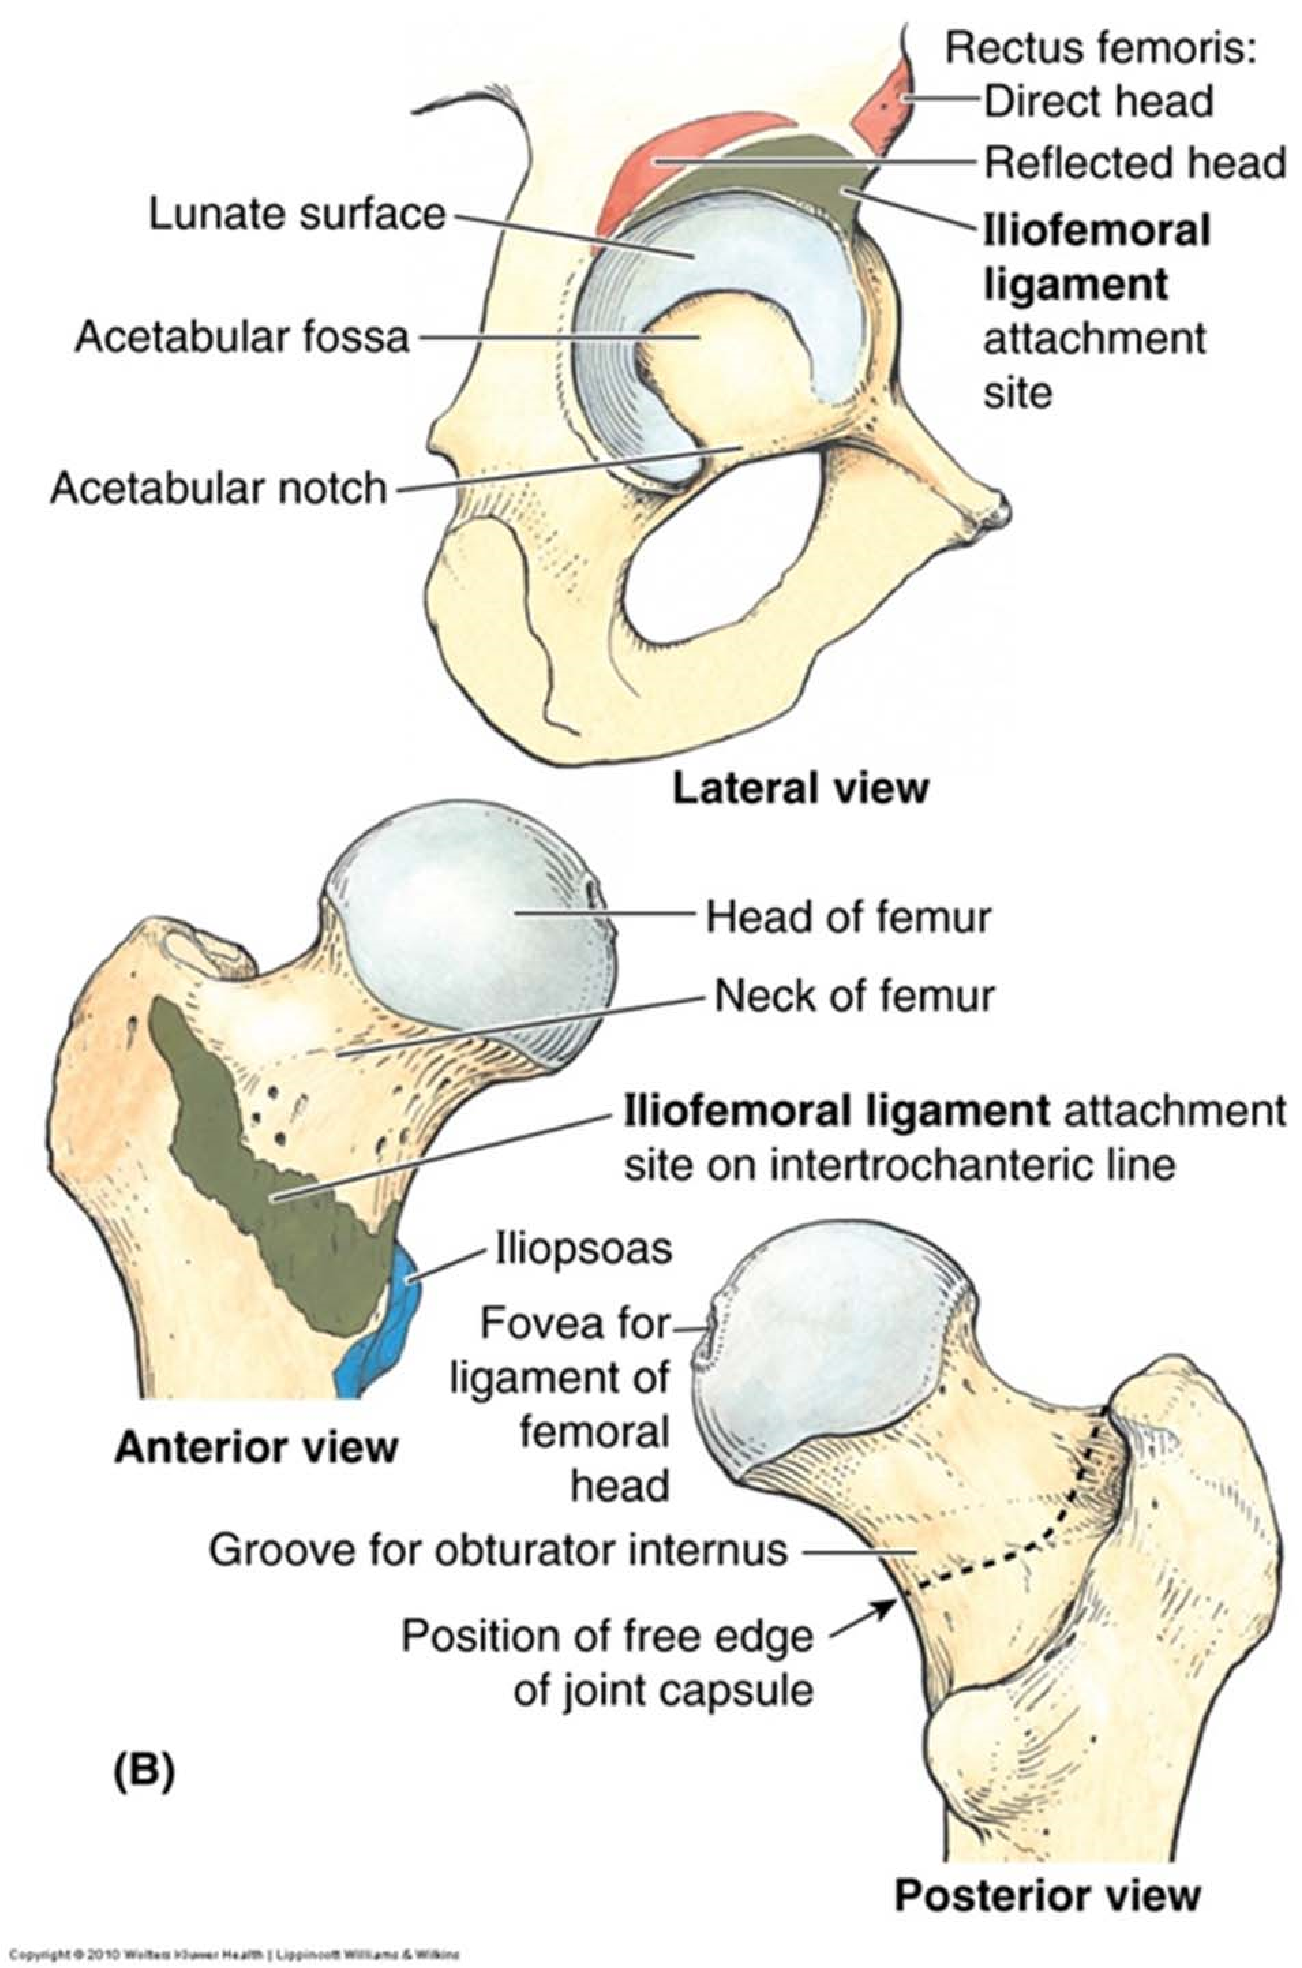 Rectus femoris:
Direct head
Reflected head
Lunate surface
Iliofemoral
ligament
attachment
site
Acetabular fossa
Acetabular notch
Lateral view
Head of femur
Neck of femur
Iliofemoral ligament attachment
site on intertrochanteric line
Iliopsoas
Fovea for
ligament of
femoral
head
Anterior view
Groove for obturator internus
Position of free edge
of joint capsule
(B)
Posterior view
Copyright © 2010 Wolters Kluwer Health | Lippincott Williams & Wilkins